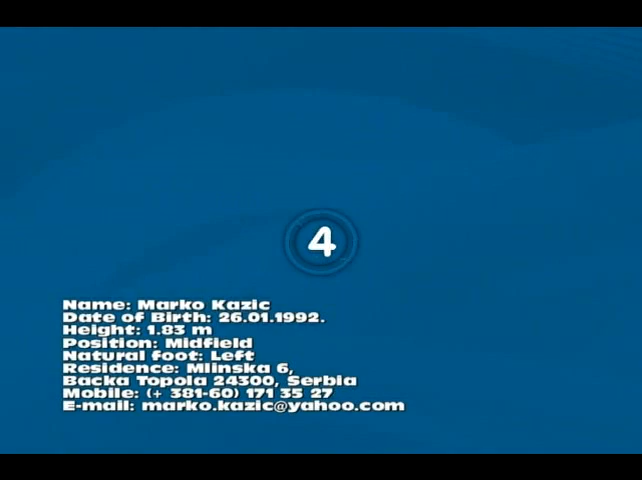 4
Name: Marko Kazic
Date of Birth: 26.01.1992.
Height: 1.83 m
Position: Midfield
Natural foot: Left
Residence: Mlinska 6,
Backa Topola 24300, Serbia
Mobile: (+ 381-60) 171 35 27
E-mail: marko.kazic@yahoo.com